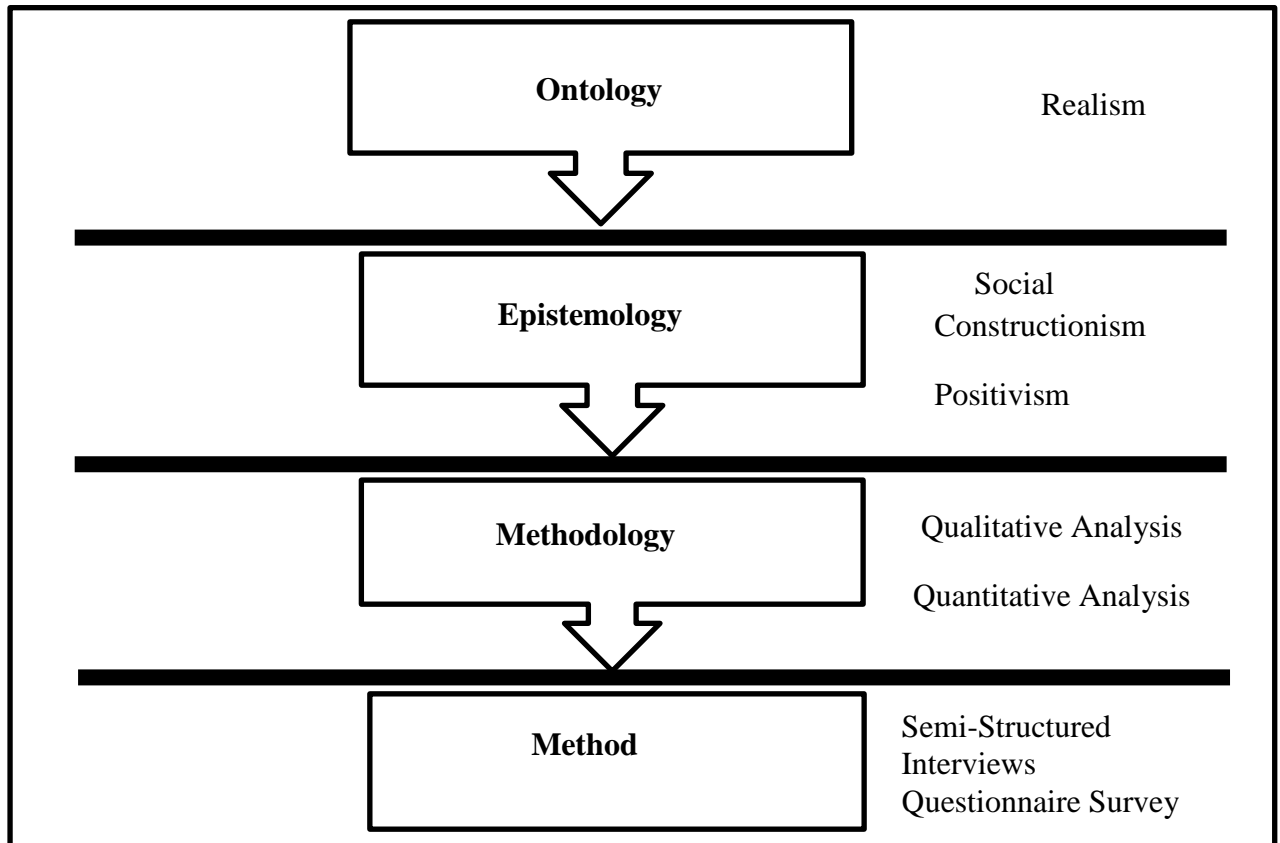 Ontology
Realism
Epistemology
Social
Constructionism
Positivism
Methodology
Qualitative Analysis
Quantitative Analysis
Method
Semi-Structured
Interviews
Questionnaire Survey